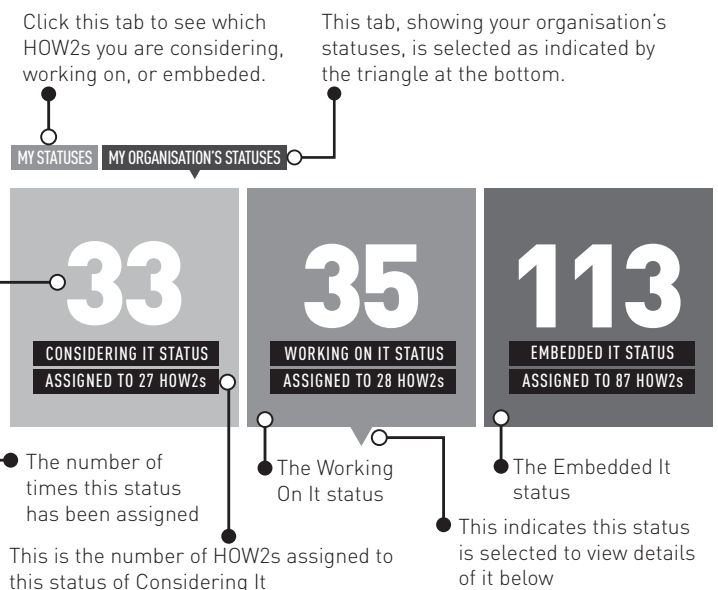 Click this tab to see which
HOW2s you are considering,
working on, or embbeded.
This tab, showing your organisation's
statuses, is selected as indicated by
the triangle at the bottom.
MY STATUSES
MY ORGANISATION'S STATUSES
33
CONSIDERING IT STATUS
ASSIGNED TO 27 HOW2s
35
WORKING ON IT STATUS
ASSIGNED TO 28 HOW2s
113
EMBEDDED IT STATUS
ASSIGNED TO 87 HOW2s
The number of
times this status
has been assigned
The Working
On It status
The Embedded It
status
This is the number of HOW2s assigned to
this status of Considering It
This indicates this status
is selected to view details
of it below